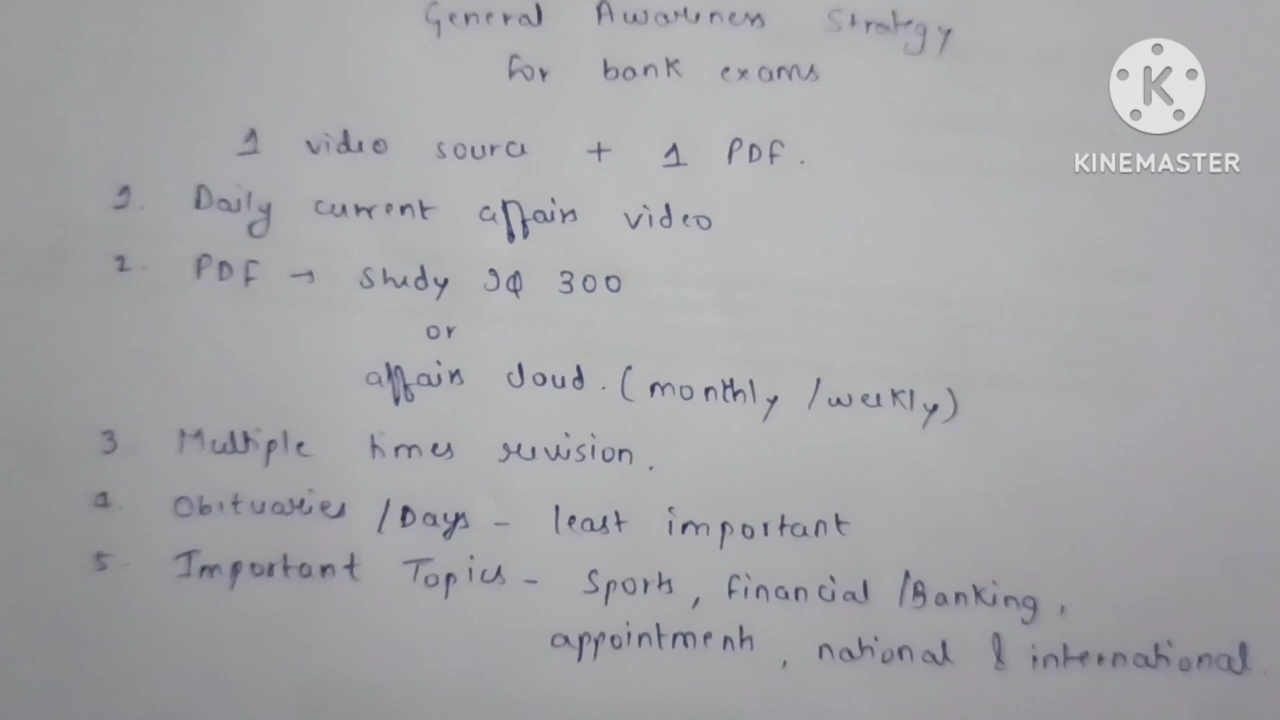 General Awareness Strategy
for bank exams
1 video source + 1 PDF.
1. Daily current affairs video
2. PDF → Study IQ 300
or
affairs cloud. (monthly /weekly)
3 Multiple times revision.
4 Obituaries /Days - least important
5. Important Topics - Sports, financial /Banking,
appointments, national & international
K
KINEMASTER